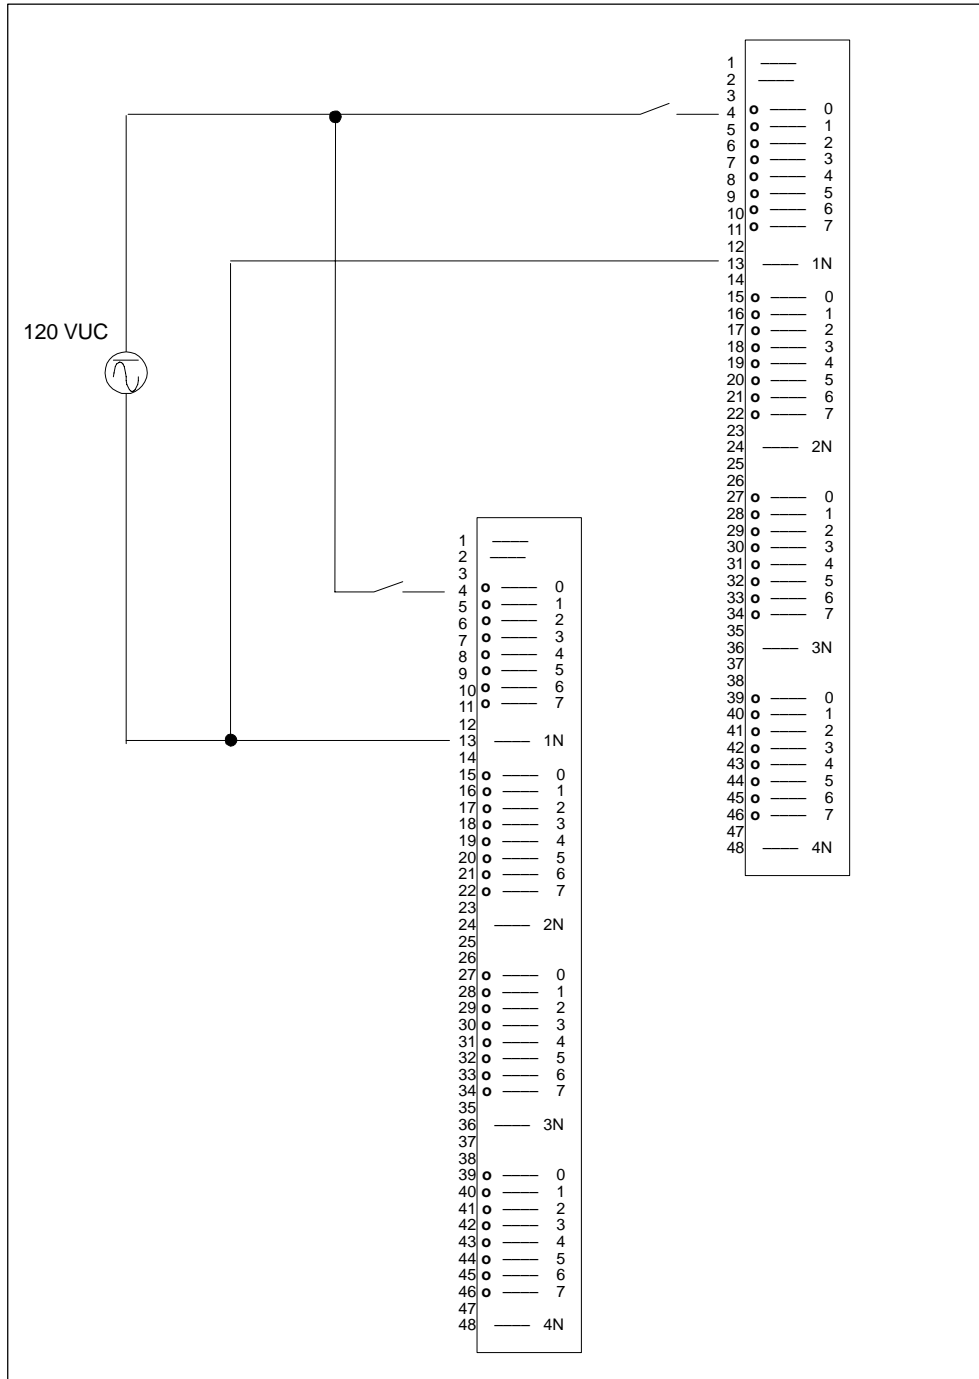 1 ––––
2 ––––
3
4 o –––– 0
5 o –––– 1
6 o –––– 2
7 o –––– 3
8 o –––– 4
9 o –––– 5
10 o –––– 6
11 o –––– 7
12
13 –––– 1N
14
15 o –––– 0
16 o –––– 1
17 o –––– 2
18 o –––– 3
19 o –––– 4
20 o –––– 5
21 o –––– 6
22 o –––– 7
23
24 –––– 2N
25
26
27 o –––– 0
28 o –––– 1
29 o –––– 2
30 o –––– 3
31 o –––– 4
32 o –––– 5
33 o –––– 6
34 o –––– 7
35
36 –––– 3N
37
38
39 o –––– 0
40 o –––– 1
41 o –––– 2
42 o –––– 3
43 o –––– 4
44 o –––– 5
45 o –––– 6
46 o –––– 7
47
48 –––– 4N
120 VUC
1 ––––
2 ––––
3
4 o –––– 0
5 o –––– 1
6 o –––– 2
7 o –––– 3
8 o –––– 4
9 o –––– 5
10 o –––– 6
11 o –––– 7
12
13 –––– 1N
14
15 o –––– 0
16 o –––– 1
17 o –––– 2
18 o –––– 3
19 o –––– 4
20 o –––– 5
21 o –––– 6
22 o –––– 7
23
24 –––– 2N
25
26
27 o –––– 0
28 o –––– 1
29 o –––– 2
30 o –––– 3
31 o –––– 4
32 o –––– 5
33 o –––– 6
34 o –––– 7
35
36 –––– 3N
37
38
39 o –––– 0
40 o –––– 1
41 o –––– 2
42 o –––– 3
43 o –––– 4
44 o –––– 5
45 o –––– 6
46 o –––– 7
47
48 –––– 4N